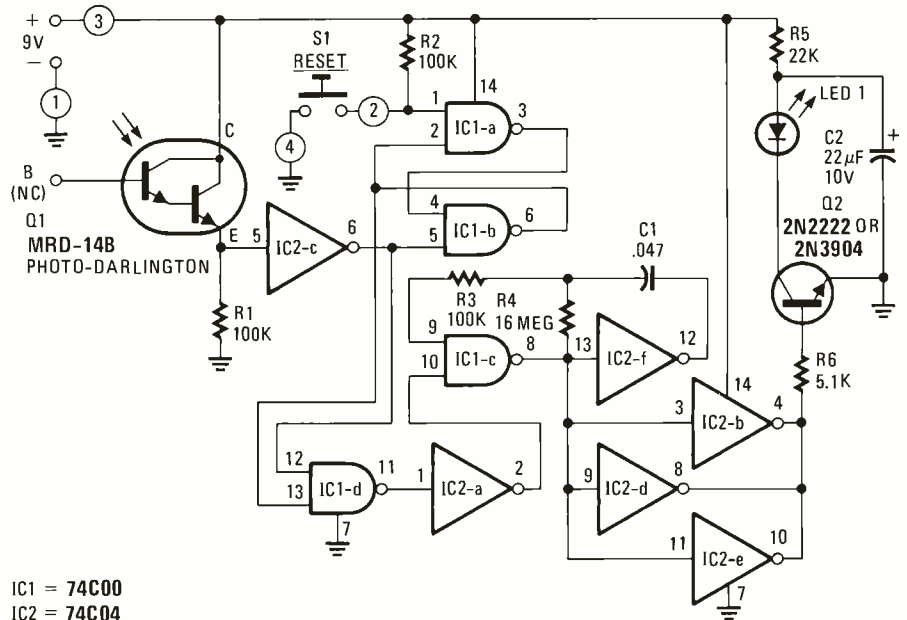 +
9V
−
3
1
S1
RESET
4
2
R2
100K
1
2
14
IC1-a
3
R5
22K
LED 1
C2
22µF
10V
+
B
(NC)
C
E
Q1
MRD-14B
PHOTO-DARLINGTON
R1
100K
5
IC2-c
6
4
5
IC1-b
6
Q2
2N2222 OR
2N3904
C1
.047
R3
100K
R4
16 MEG
9
10
IC1-c
8
13
IC2-f
12
R6
5.1K
3
IC2-b
14
4
12
13
IC1-d
11
7
1
IC2-a
2
9
IC2-d
8
11
IC2-e
10
7
IC1 = 74C00
IC2 = 74C04